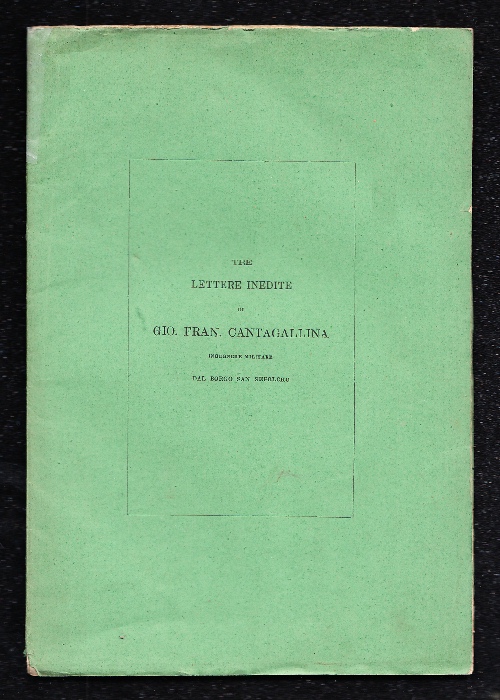 TRE
LETTERE INEDITE
DI
GIO. FRAN. CANTAGALLINA
INGEGNERE MILITARE
DAL BORGO SAN SEPOLCRO